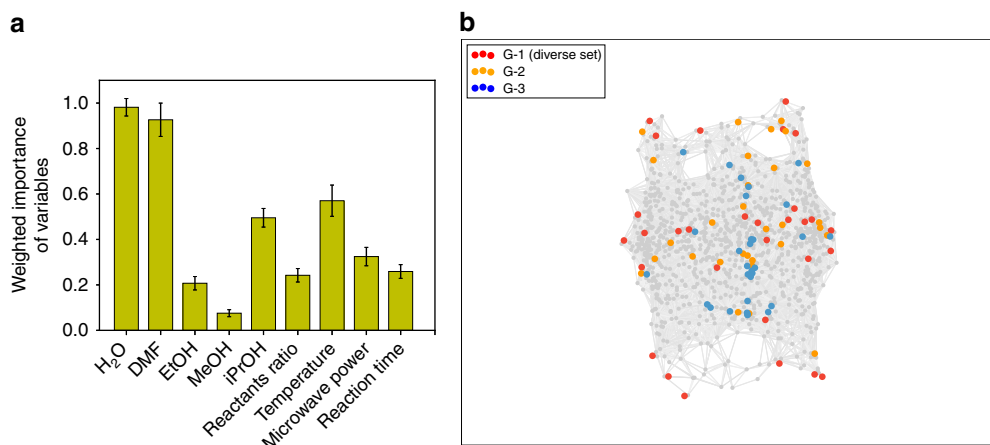 a
Weighted importance
of variables
1.0
0.8
0.6
0.4
0.2
0.0
H₂O
DMF
EtOH
MeOH
iPrOH
Reactants ratio
Temperature
Microwave power
Reaction time
b
G-1 (diverse set)
G-2
G-3